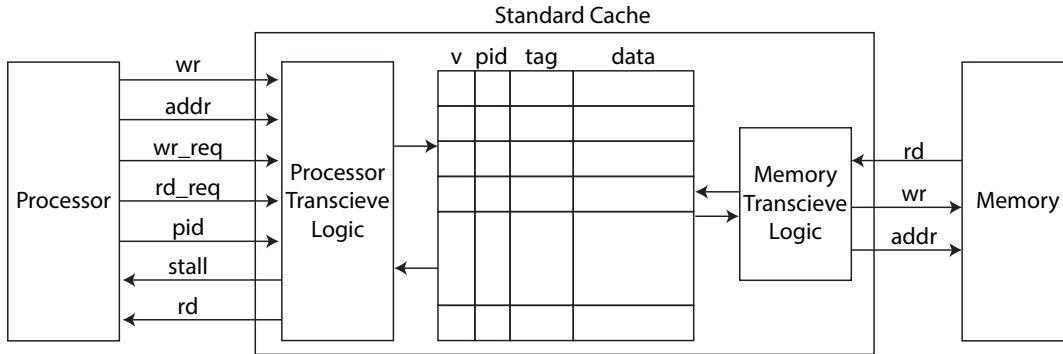 Standard Cache
Processor
wr
addr
wr_req
rd_req
pid
stall
rd
Processor
Transcieve
Logic
v pid tag data
Memory
Transcieve
Logic
rd
wr
addr
Memory